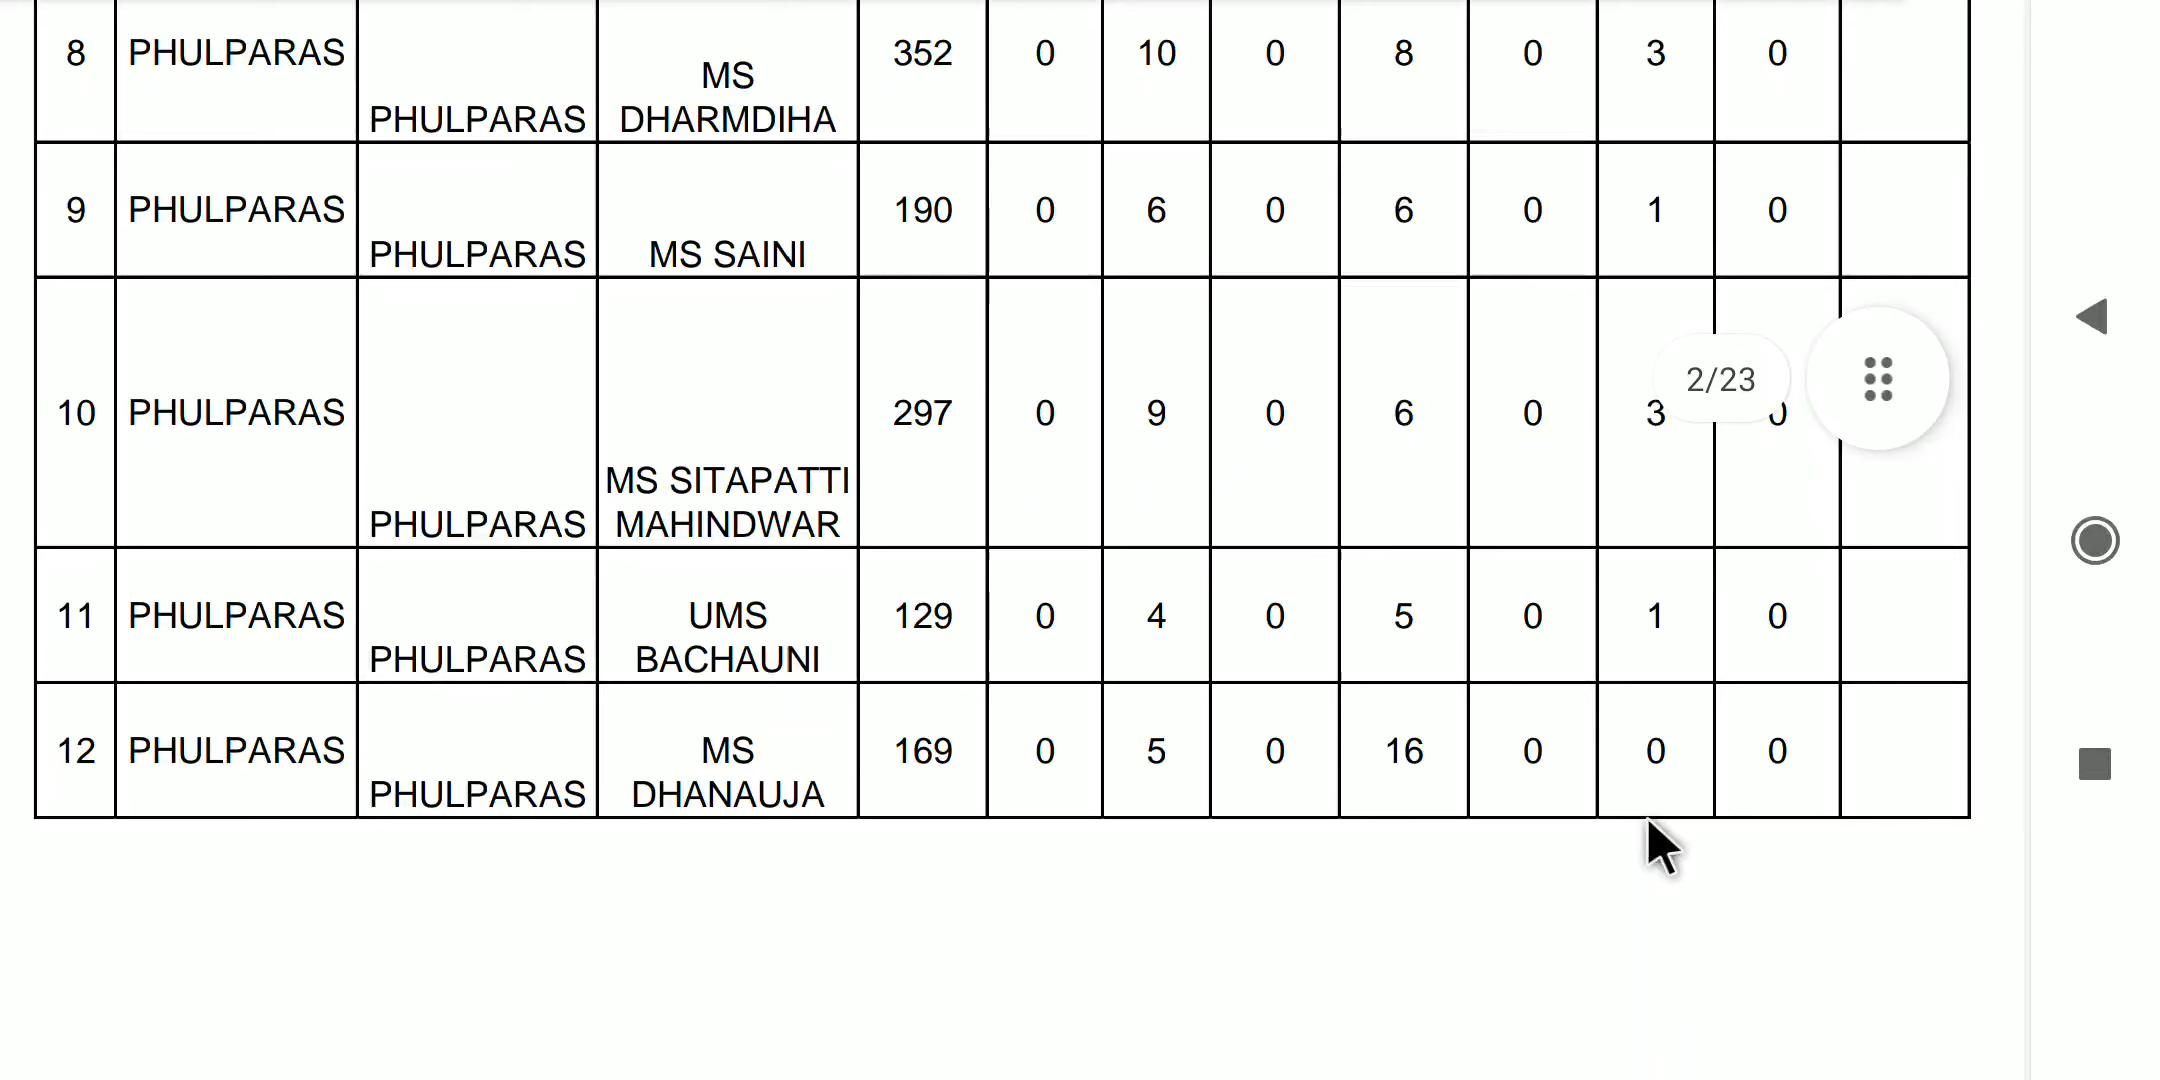 8 PHULPARAS PHULPARAS MS DHARMDIHA 352 0 10 0 8 0 3 0
9 PHULPARAS PHULPARAS MS SAINI 190 0 6 0 6 0 1 0
10 PHULPARAS PHULPARAS MS SITAPATTI MAHINDWAR 297 0 9 0 6 0 3 0
2/23
11 PHULPARAS PHULPARAS UMS BACHAUNI 129 0 4 0 5 0 1 0
12 PHULPARAS PHULPARAS MS DHANAUJA 169 0 5 0 16 0 0 0